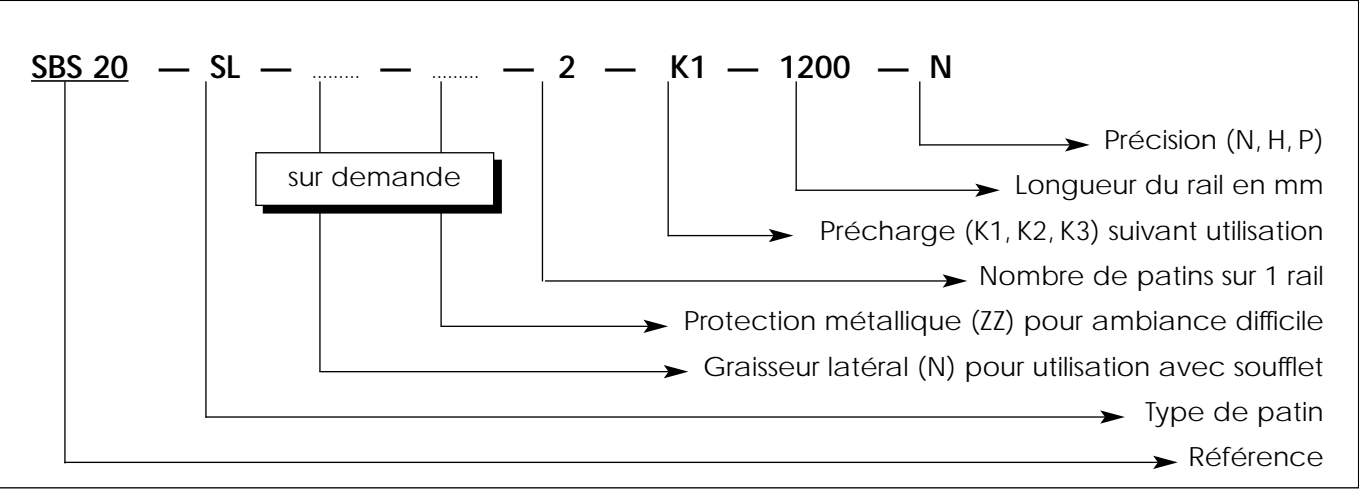 SBS 20 — SL — ......... — ......... — 2 — K1 — 1200 — N
Précision (N, H, P)
sur demande
Longueur du rail en mm
Précharge (K1, K2, K3) suivant utilisation
Nombre de patins sur 1 rail
Protection métallique (ZZ) pour ambiance difficile
Graisseur latéral (N) pour utilisation avec soufflet
Type de patin
Référence